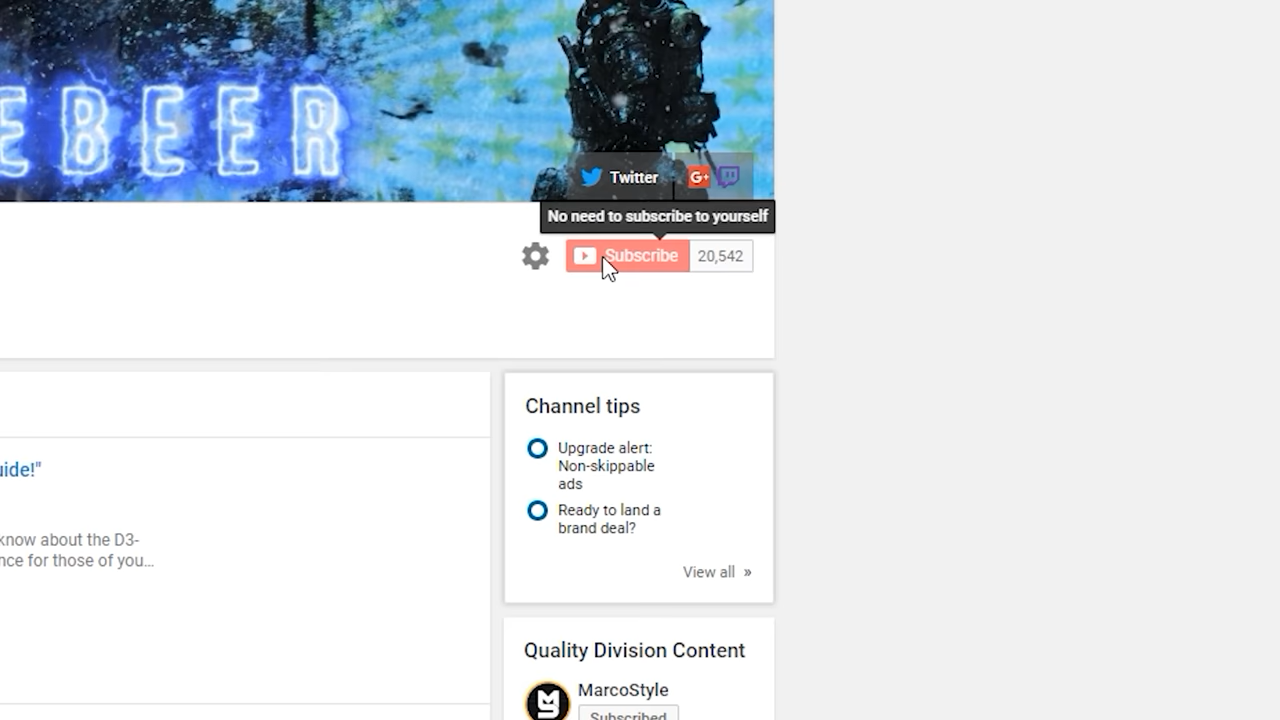 EBEER
Twitter
G+
No need to subscribe to yourself
Subscribe 20,542
Channel tips
Upgrade alert:
Non-skippable
ads
Ready to land a
brand deal?
View all »
uide!"
know about the D3-
nce for those of you...
Quality Division Content
MarcoStyle
Subscribed